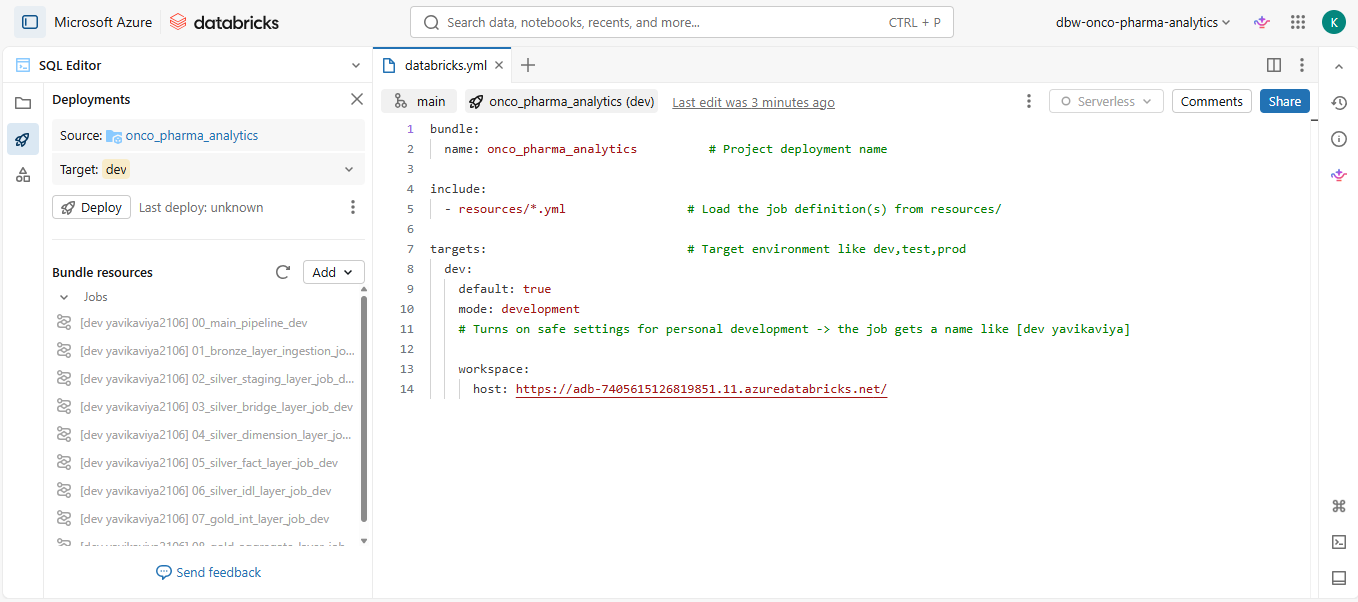 Microsoft Azure
databricks
Search data, notebooks, recents, and more...
CTRL + P
dbw-onco-pharma-analytics
K
SQL Editor
Deployments
Source: onco_pharma_analytics
Target: dev
Deploy
Last deploy: unknown
Bundle resources
Add
Jobs
[dev yavikaviya2106] 00_main_pipeline_dev
[dev yavikaviya2106] 01_bronze_layer_ingestion_jo...
[dev yavikaviya2106] 02_silver_staging_layer_job_d...
[dev yavikaviya2106] 03_silver_bridge_layer_job_dev
[dev yavikaviya2106] 04_silver_dimension_layer_jo...
[dev yavikaviya2106] 05_silver_fact_layer_job_dev
[dev yavikaviya2106] 06_silver_idl_layer_job_dev
[dev yavikaviya2106] 07_gold_int_layer_job_dev
[dev yavikaviya2106] 08_gold_aggregate_layer_job_
Send feedback
databricks.yml
main
onco_pharma_analytics (dev)
Last edit was 3 minutes ago
Serverless
Comments
Share
1 bundle:
2 name: onco_pharma_analytics # Project deployment name
3
4 include:
5 - resources/*.yml # Load the job definition(s) from resources/
6
7 targets: # Target environment like dev,test,prod
8 dev:
9 default: true
10 mode: development
11 # Turns on safe settings for personal development -> the job gets a name like [dev yavikaviya]
12
13 workspace:
14 host: https://adb-7405615126819851.11.azuredatabricks.net/